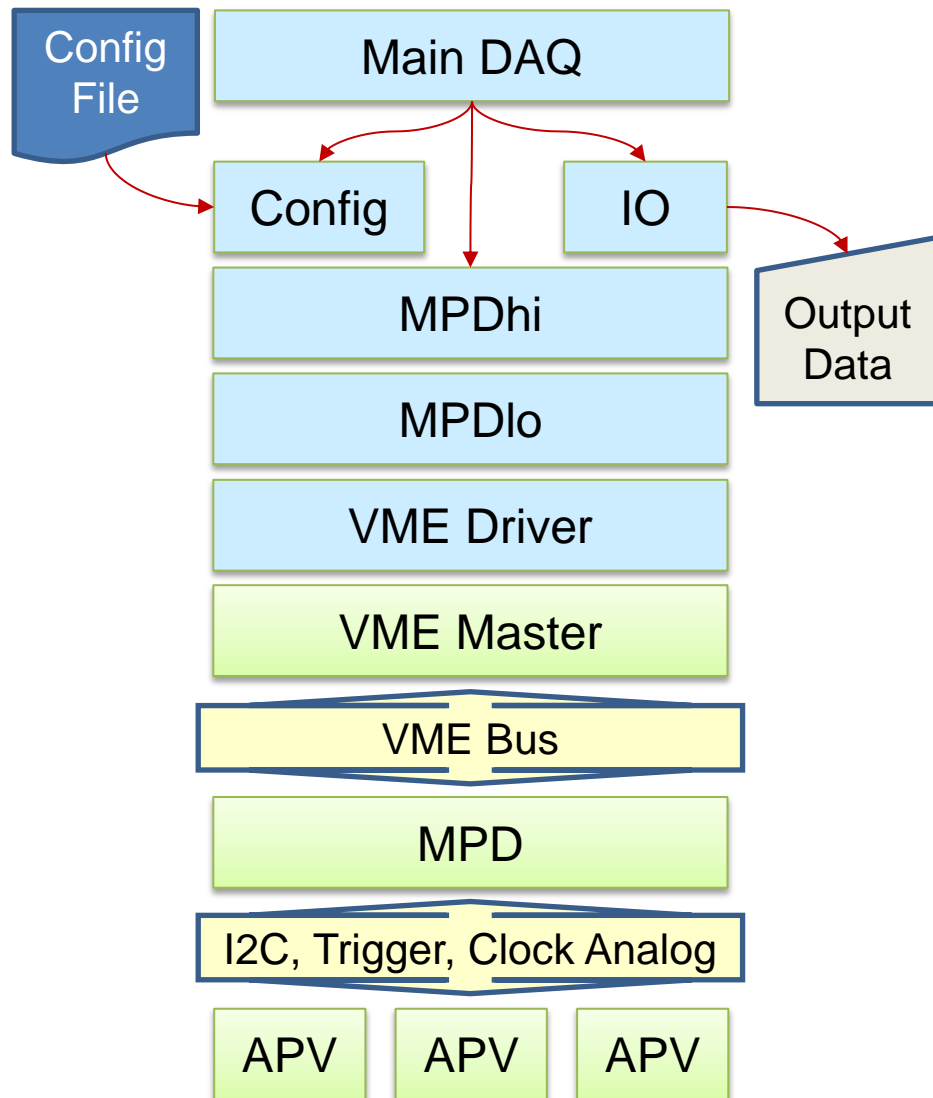 Config
File
Main DAQ
Config
IO
MPDhi
Output
Data
MPDlo
VME Driver
VME Master
VME Bus
MPD
I2C, Trigger, Clock Analog
APV
APV
APV